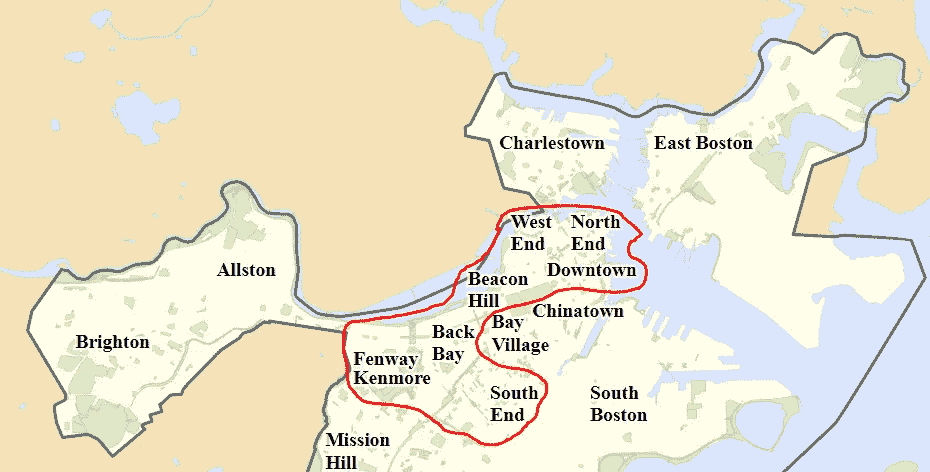 Charlestown
East Boston
West
End
North
End
Downtown
Allston
Beacon
Hill
Chinatown
Bay
Village
Back
Bay
Brighton
Fenway
Kenmore
South
End
South
Boston
Mission
Hill